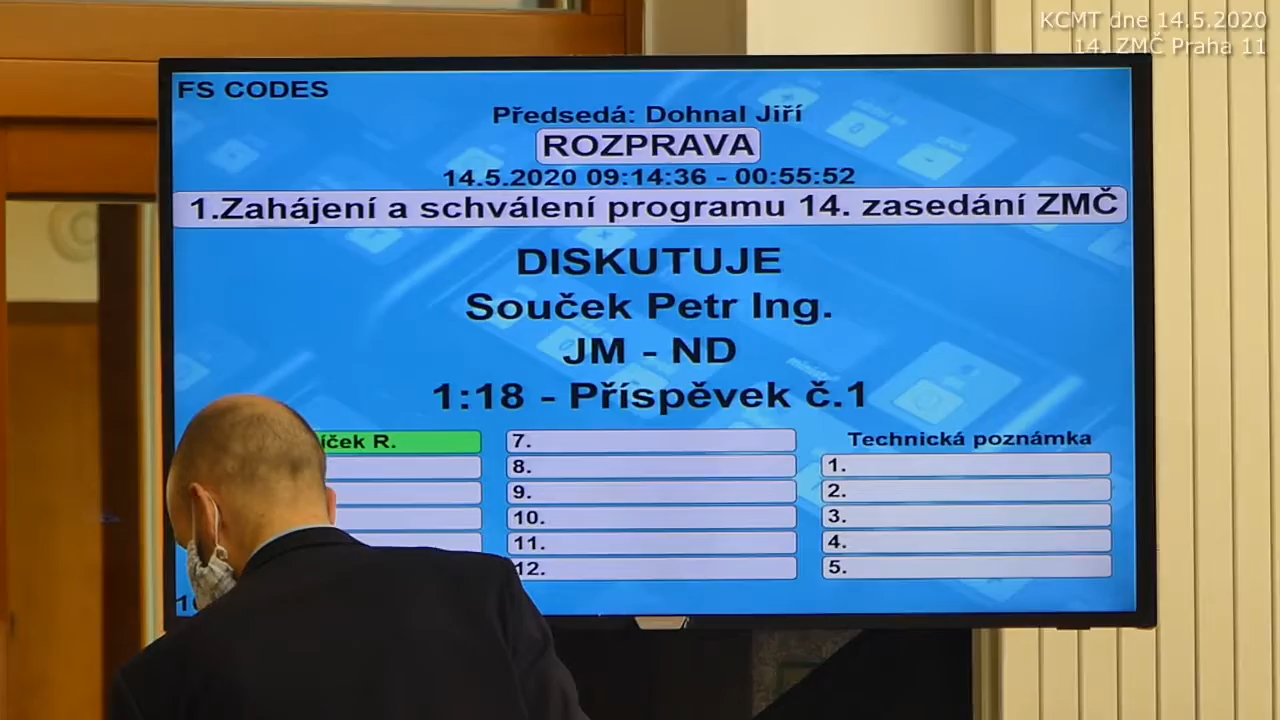 KCMT dne 14.5.2020
14. ZMČ Praha 11
FS CODES
Předsedá: Dohnal Jiří
ROZPRAVA
14.5.2020 09:14:36 - 00:55:52
1.Zahájení a schválení programu 14. zasedání ZMČ
DISKUTUJE
Souček Petr Ing.
JM - ND
1:18 - Příspěvek č.1
R.
7.
8.
9.
10.
11.
12.
Technická poznámka
1.
2.
3.
4.
5.